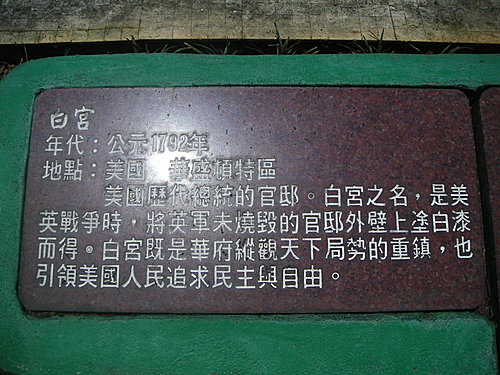 白宮
年代：公元1792年
地點：美國 華盛頓特區
美國歷代總統的官邸。白宮之名，是美
英戰爭時，將英軍未燒毀的官邸外壁上塗白漆
而得。白宮既是華府縱觀天下局勢的重鎮，也
引領美國人民追求民主與自由。